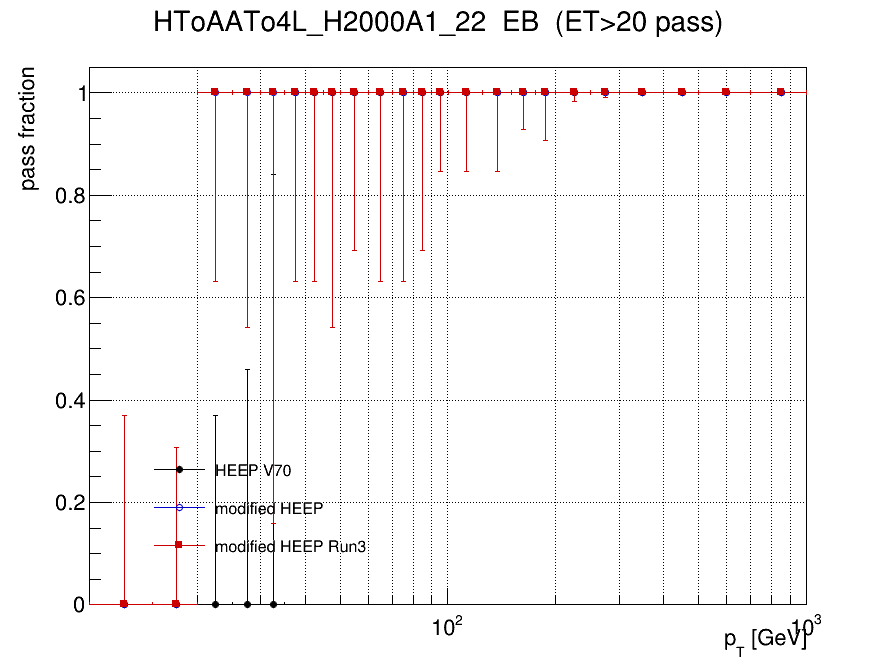 HToAATo4L_H2000A1_22 EB (ET>20 pass)
pass fraction
1
0.8
0.6
0.4
0.2
0
HEEP V70
modified HEEP
modified HEEP Run3
10²
10³
p_T [GeV]